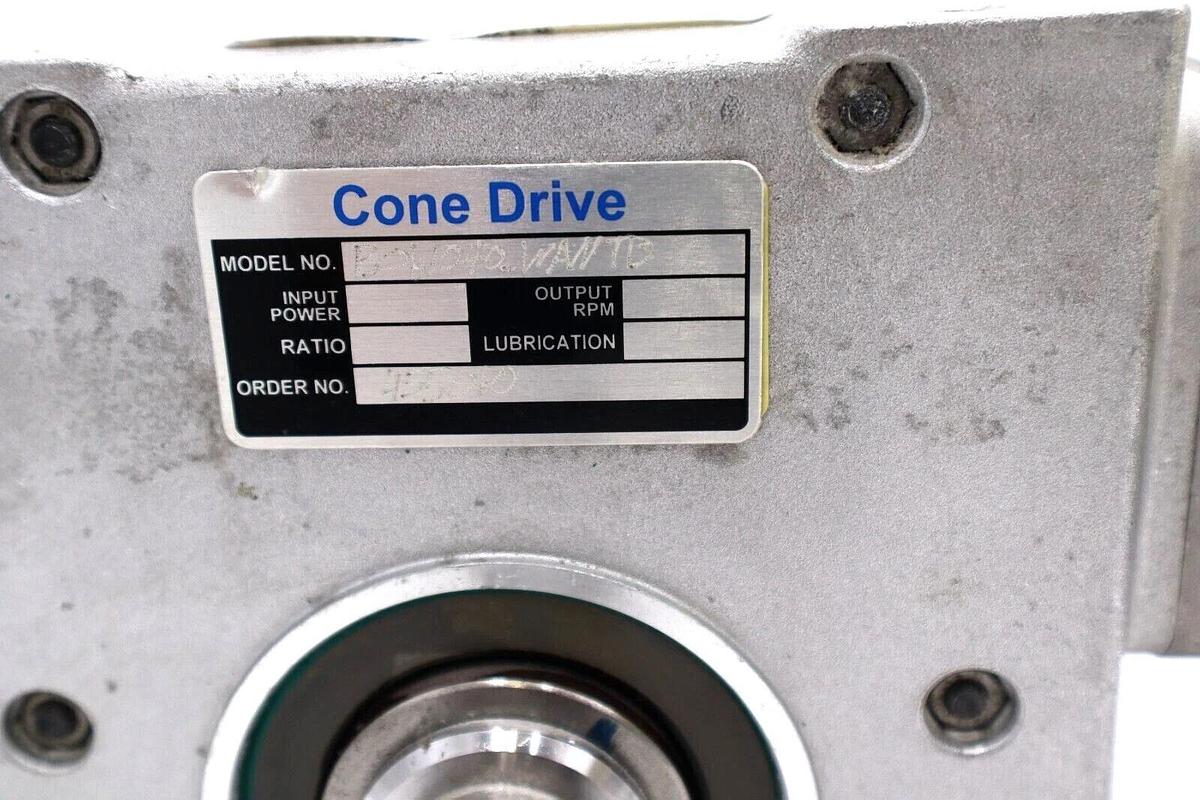 Cone Drive
MODEL NO.
INPUT POWER
OUTPUT RPM
RATIO
LUBRICATION
ORDER NO.